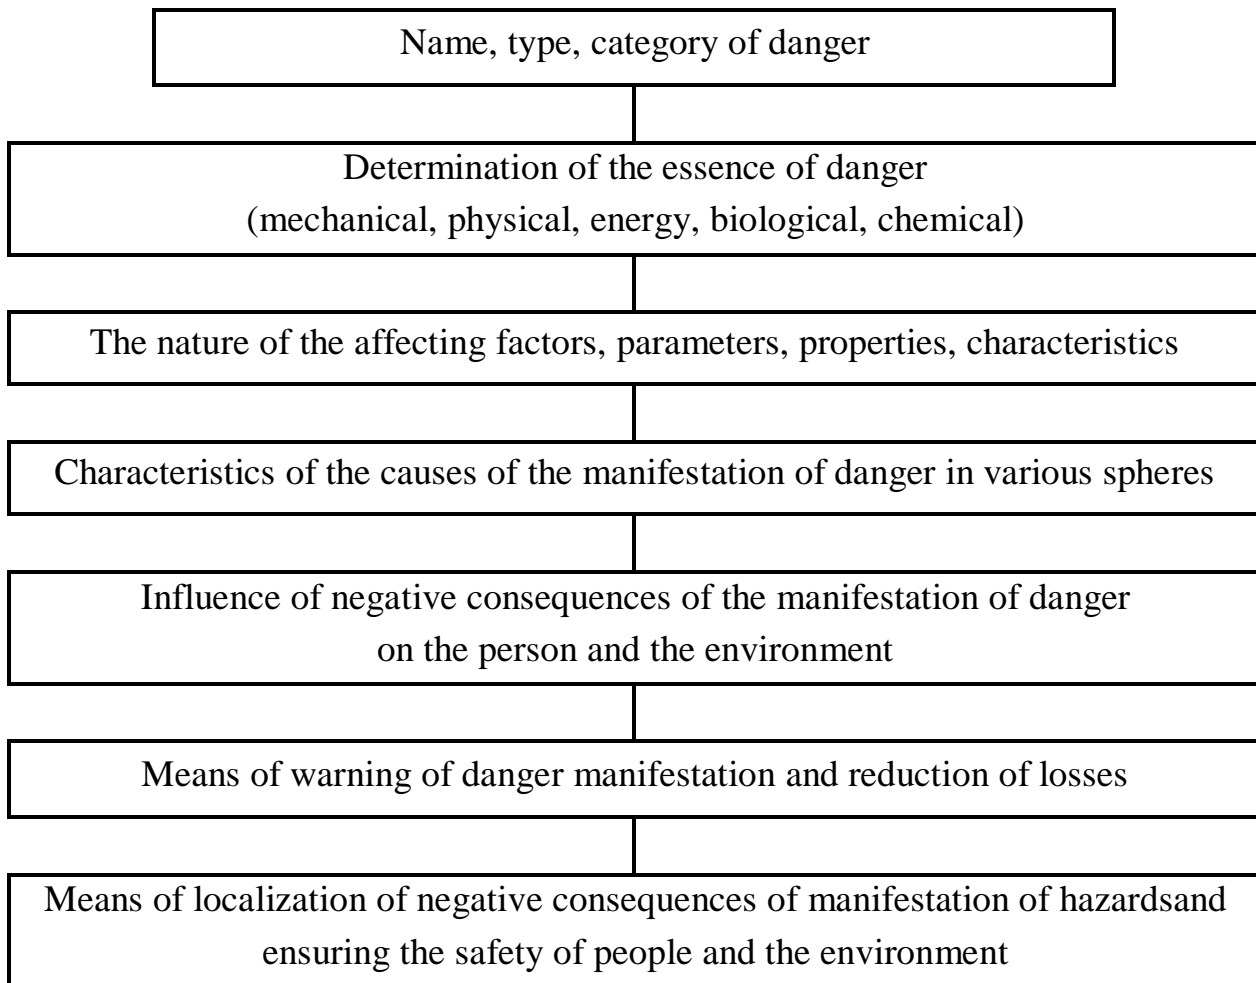 Name, type, category of danger
Determination of the essence of danger
(mechanical, physical, energy, biological, chemical)
The nature of the affecting factors, parameters, properties, characteristics
Characteristics of the causes of the manifestation of danger in various spheres
Influence of negative consequences of the manifestation of danger
on the person and the environment
Means of warning of danger manifestation and reduction of losses
Means of localization of negative consequences of manifestation of hazardsand
ensuring the safety of people and the environment